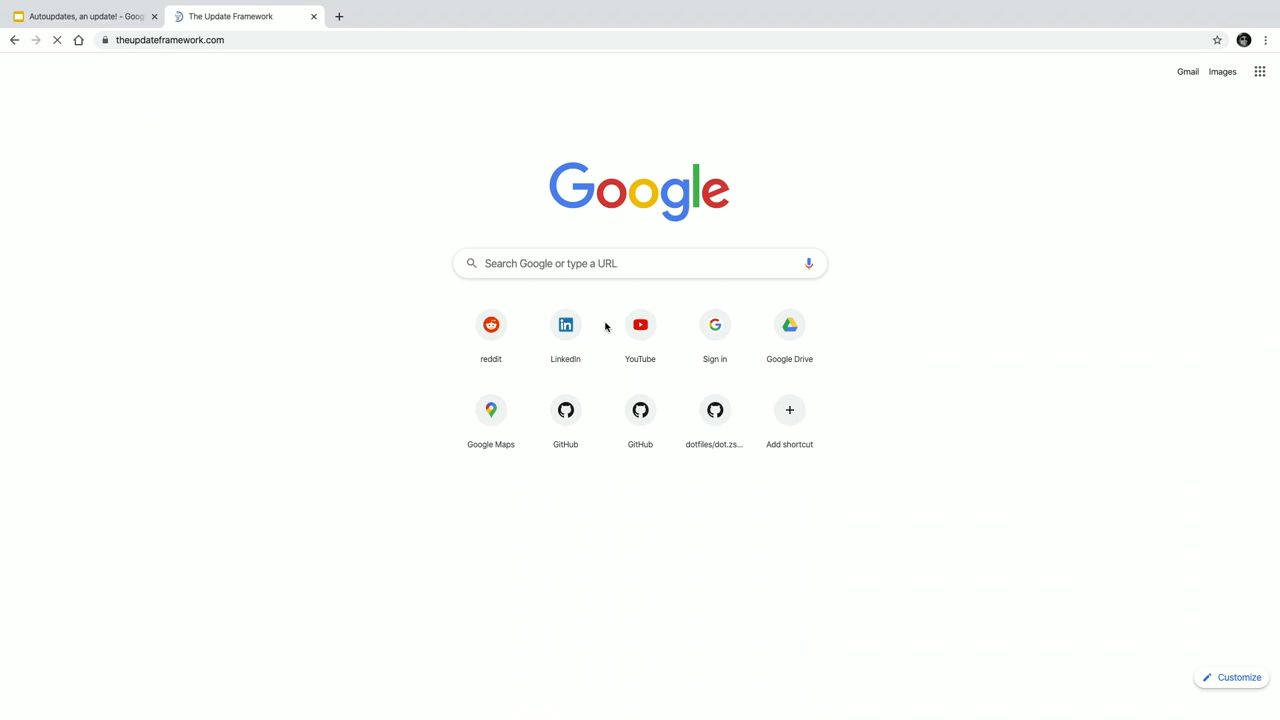 Autoupdates, an update! - Goog
The Update Framework
theupdateframework.com
Gmail Images
Google
Search Google or type a URL
reddit LinkedIn YouTube Sign in Google Drive
Google Maps GitHub GitHub dotfiles/dot.zs... Add shortcut
Customize